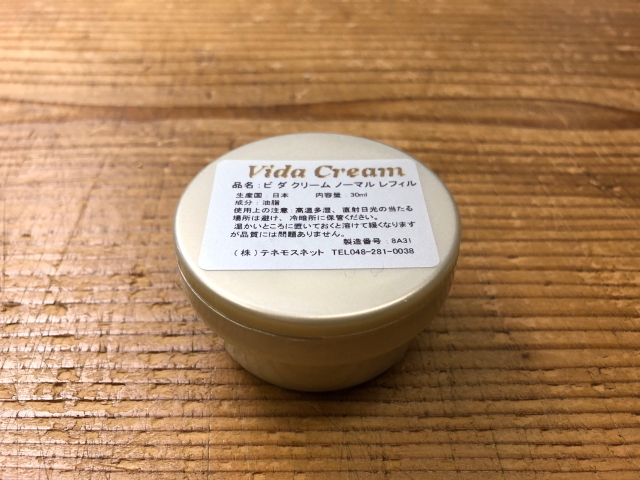 Vida Cream
品名：ビ ダ クリーム ノーマル レフィル
生産国　日本　　内容量：30ml
成分：油脂
使用上の注意：高温多湿、直射日光の当たる
場所は避け、冷暗所に保管ください。
温かいところに置いておくと溶けて緩くなります
が品質には問題ありません。
製造番号：8A31
（株）テネモスネット　TEL048-281-0038